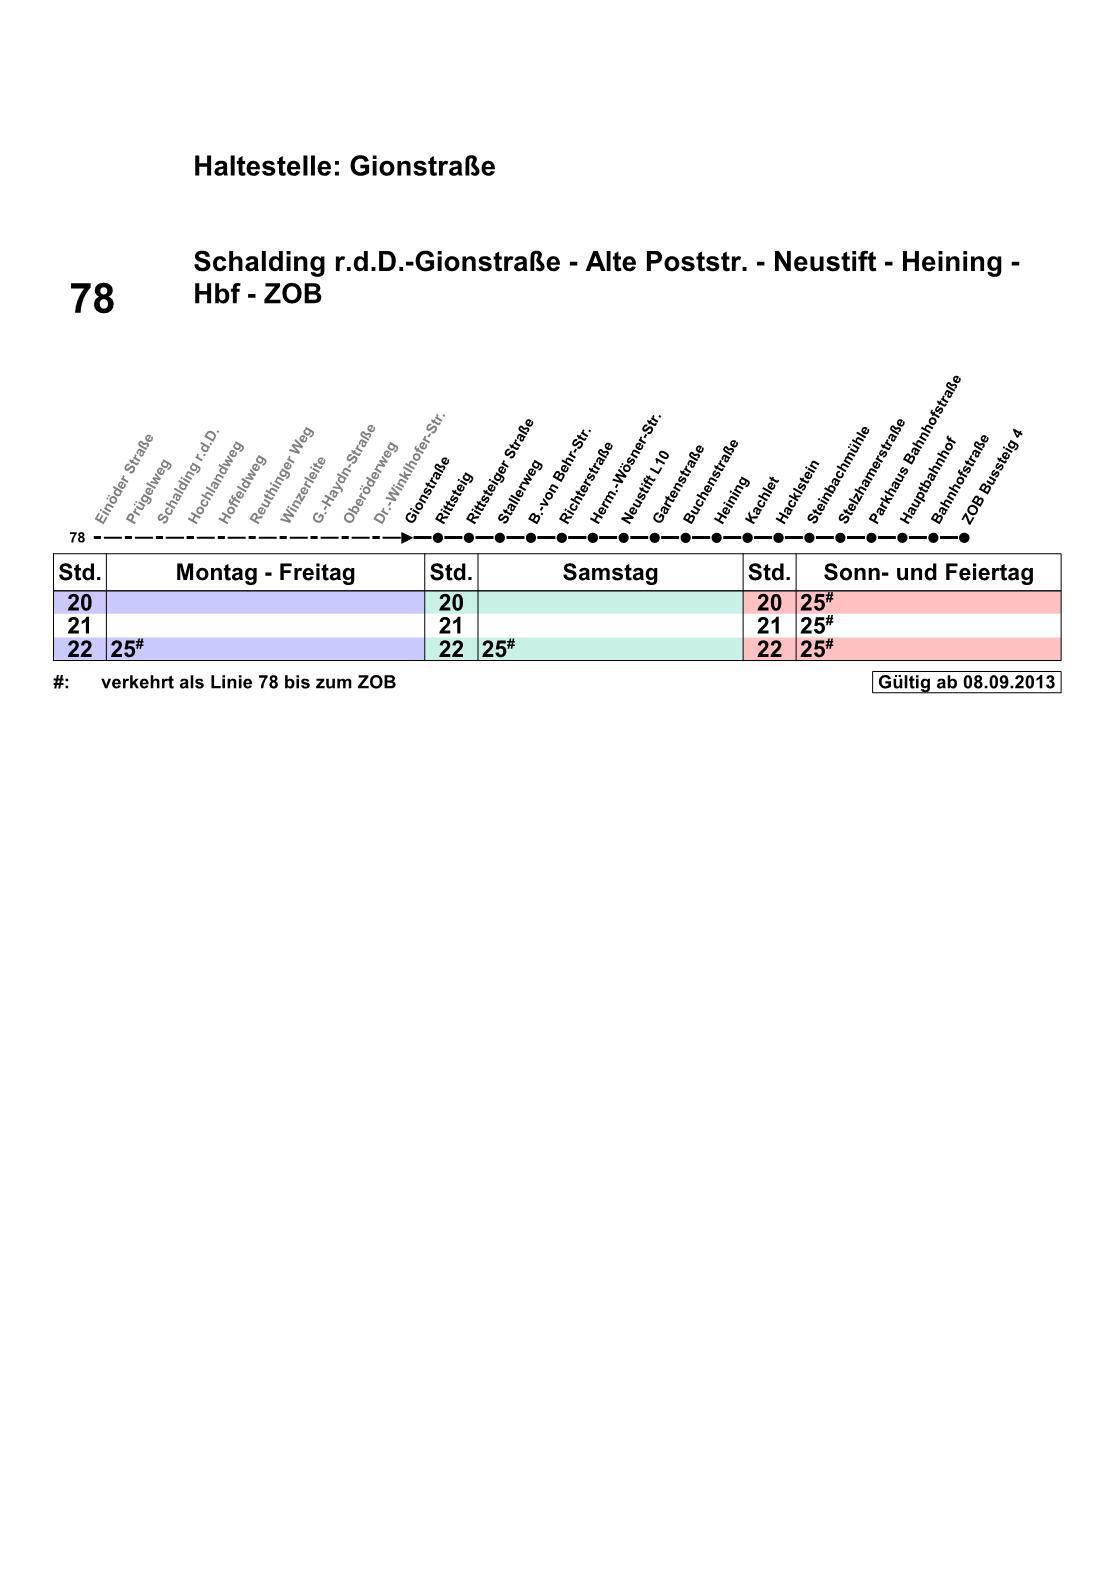 Haltestelle: Gionstraße
Schalding r.d.D.-Gionstraße - Alte Poststr. - Neustift - Heining -
78
Hbf - ZOB
Einöder Straße
Prügelweg
Schalding r.d.D.
Hochlandweg
Hoffeldweg
Reuthinger Weg
Winzerleite
G.-Haydn-Straße
Oberöderweg
Dr.-Winklhofer-Str.
Gionstraße
Rittsteig
Rittsteiger Straße
Stallerweg
B.-von Behr-Str.
Richterstraße
Herm.-Wösner-Str.
Neustift L10
Gartenstraße
Buchenstraße
Heining
Kachlet
Hacklstein
Steinbachmühle
Stelzhamerstraße
Parkhaus Bahnhofstraße
Hauptbahnhof
Bahnhofstraße
ZOB Bussteig 4
78
Std. Montag - Freitag Std. Samstag Std. Sonn- und Feiertag
20 20 20 25#
21 21 21 25#
22 25# 22 25# 22 25#
#: verkehrt als Linie 78 bis zum ZOB Gültig ab 08.09.2013